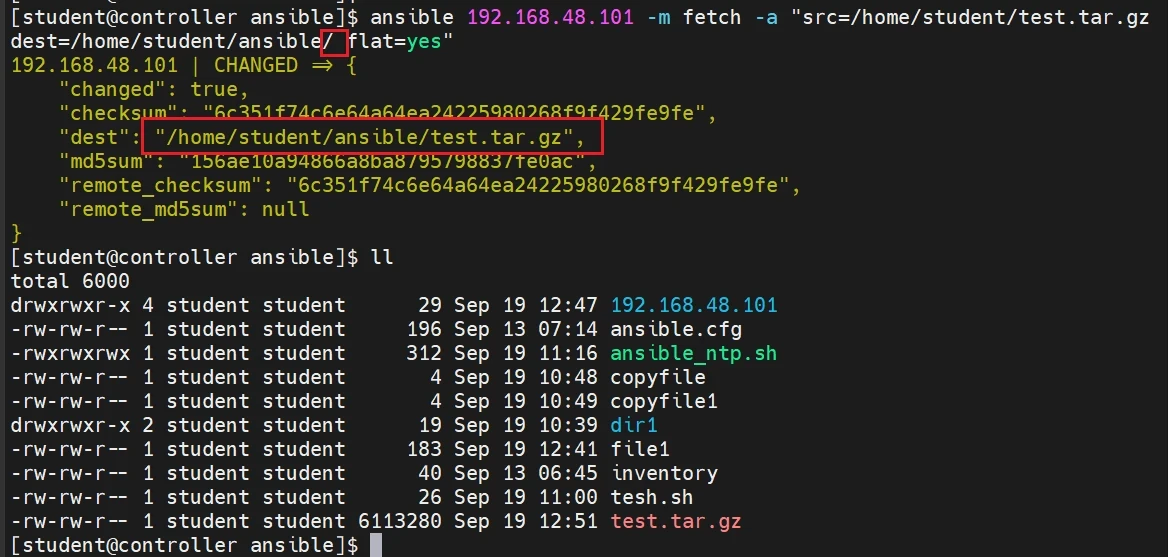 [student@controller ansible]$ ansible 192.168.48.101 -m fetch -a "src=/home/student/test.tar.gz
dest=/home/student/ansible/ flat=yes"
192.168.48.101 | CHANGED => {
    "changed": true,
    "checksum": "6c351f74c6e64a64ea24225980268f9f429fe9fe",
    "dest": "/home/student/ansible/test.tar.gz",
    "md5sum": "156ae10a94866a8ba8795798837fe0ac",
    "remote_checksum": "6c351f74c6e64a64ea24225980268f9f429fe9fe",
    "remote_md5sum": null
}
[student@controller ansible]$ ll
total 6000
drwxrwxr-x 4 student student      29 Sep 19 12:47 192.168.48.101
-rw-rw-r-- 1 student student     196 Sep 13 07:14 ansible.cfg
-rwxrwxrwx 1 student student     312 Sep 19 11:16 ansible_ntp.sh
-rw-rw-r-- 1 student student       4 Sep 19 10:48 copyfile
-rw-rw-r-- 1 student student       4 Sep 19 10:49 copyfile1
drwxrwxr-x 2 student student      19 Sep 19 10:39 dir1
-rw-rw-r-- 1 student student     183 Sep 19 12:41 file1
-rw-rw-r-- 1 student student      40 Sep 13 06:45 inventory
-rw-rw-r-- 1 student student      26 Sep 19 11:00 tesh.sh
-rw-rw-r-- 1 student student 6113280 Sep 19 12:51 test.tar.gz
[student@controller ansible]$